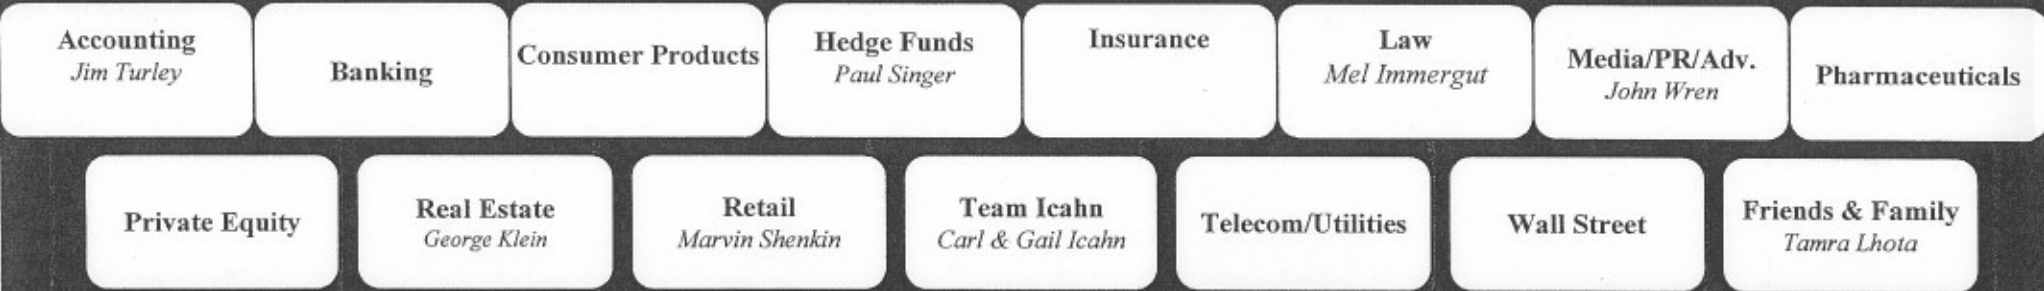 Accounting
Jim Turley
Banking
Consumer Products
Hedge Funds
Paul Singer
Insurance
Law
Mel Immergut
Media/PR/Adv.
John Wren
Pharmaceuticals
Private Equity
Real Estate
George Klein
Retail
Marvin Shenkin
Team Icahn
Carl & Gail Icahn
Telecom/Utilities
Wall Street
Friends & Family
Tamra Lhota